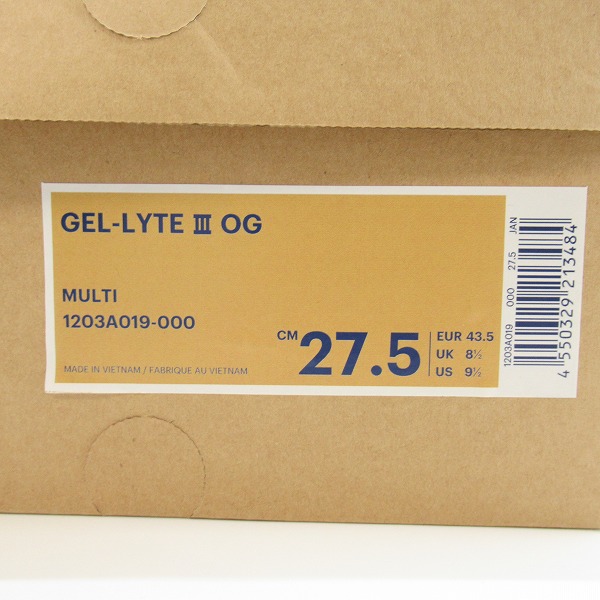 GEL-LYTE Ⅲ OG
MULTI
1203A019-000
MADE IN VIETNAM / FABRIQUE AU VIETNAM
CM 27.5
EUR 43.5
UK 8½
US 9½
1203A019 000 27.5 JAN
4 550329 213484